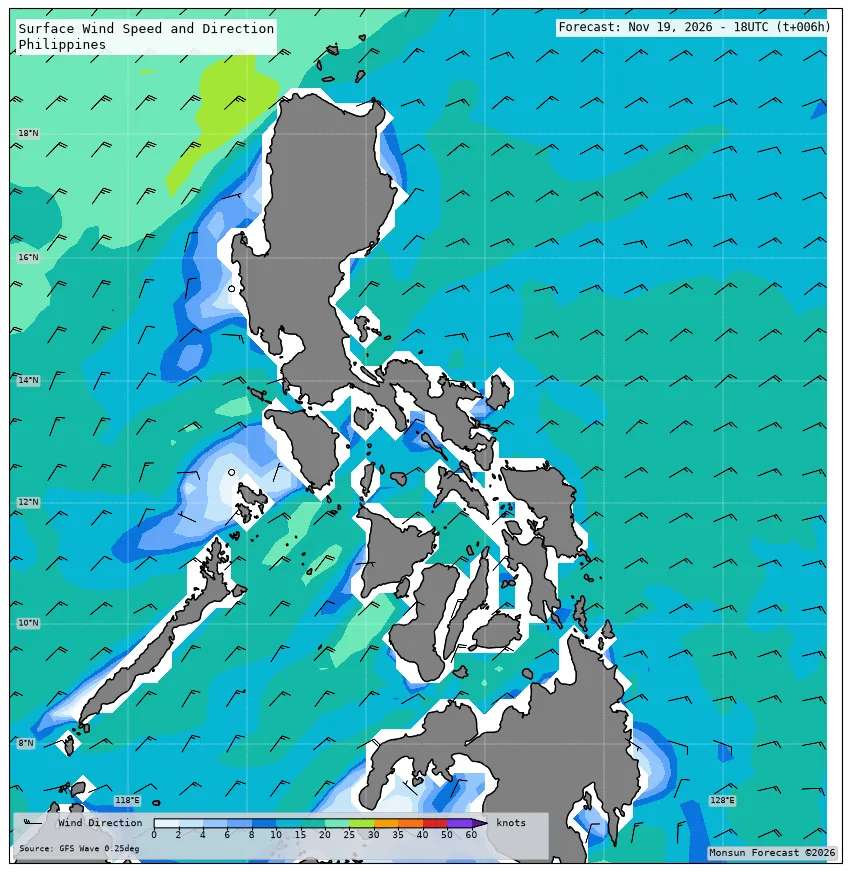 Surface Wind Speed and Direction
Philippines
Forecast: Nov 19, 2026 - 18UTC (t+006h)
18°N
16°N
14°N
12°N
10°N
8°N
118°E
128°E
Wind Direction
0 2 4 6 8 10 15 20 25 30 35 40 50 60
knots
Source: GFS Wave 0.25deg
Monsun Forecast ©2026